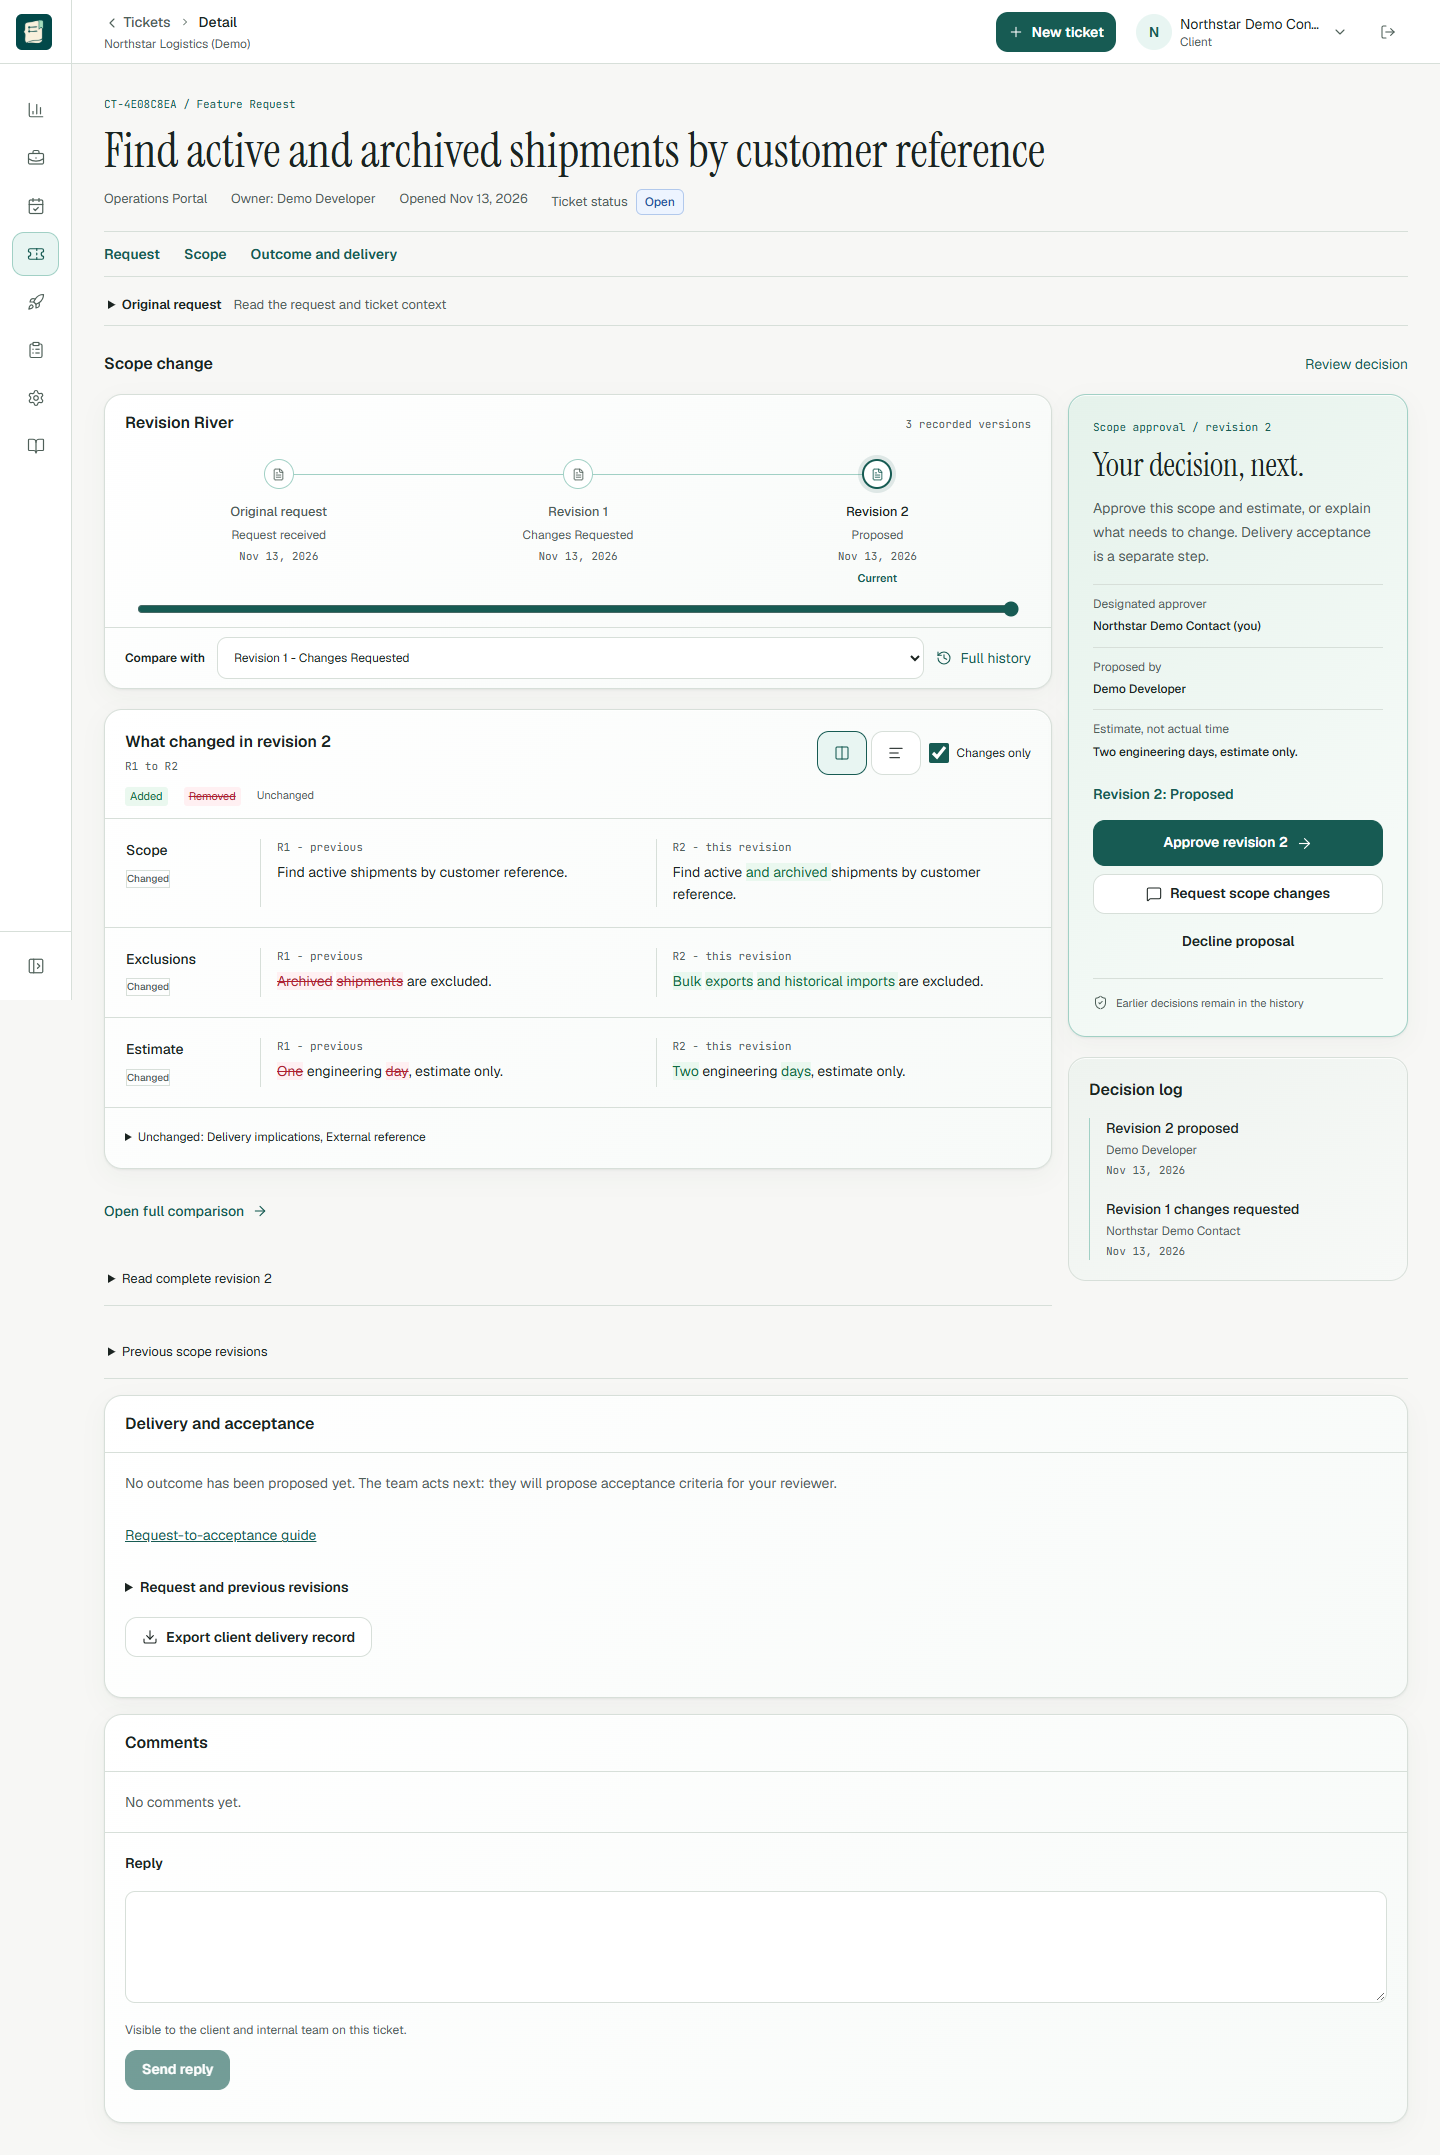 Tickets > Detail
Northstar Logistics (Demo)
New ticket
N
Northstar Demo Con...
Client
CT-4E08C8EA / Feature Request
Find active and archived shipments by customer reference
Operations Portal
Owner: Demo Developer
Opened Nov 13, 2026
Ticket status
Open
Request
Scope
Outcome and delivery
Original request
Read the request and ticket context
Scope change
Review decision
Revision River
3 recorded versions
Original request
Request received
Nov 13, 2026
Revision 1
Changes Requested
Nov 13, 2026
Revision 2
Proposed
Nov 13, 2026
Current
Compare with
Revision 1 - Changes Requested
Full history
What changed in revision 2
R1 to R2
Changes only
Added
Removed
Unchanged
Scope
Changed
R1 - previous
Find active shipments by customer reference.
R2 - this revision
Find active and archived shipments by customer
reference.
Exclusions
Changed
R1 - previous
Archived shipments are excluded.
R2 - this revision
Bulk exports and historical imports are excluded.
Estimate
Changed
R1 - previous
One engineering day, estimate only.
R2 - this revision
Two engineering days, estimate only.
Unchanged: Delivery implications, External reference
Open full comparison
Read complete revision 2
Previous scope revisions
Scope approval / revision 2
Your decision, next.
Approve this scope and estimate, or explain
what needs to change. Delivery acceptance
is a separate step.
Designated approver
Northstar Demo Contact (you)
Proposed by
Demo Developer
Estimate, not actual time
Two engineering days, estimate only.
Revision 2: Proposed
Approve revision 2
Request scope changes
Decline proposal
Earlier decisions remain in the history
Decision log
Revision 2 proposed
Demo Developer
Nov 13, 2026
Revision 1 changes requested
Northstar Demo Contact
Nov 13, 2026
Delivery and acceptance
No outcome has been proposed yet. The team acts next: they will propose acceptance criteria for your reviewer.
Request-to-acceptance guide
Request and previous revisions
Export client delivery record
Comments
No comments yet.
Reply
Visible to the client and internal team on this ticket.
Send reply